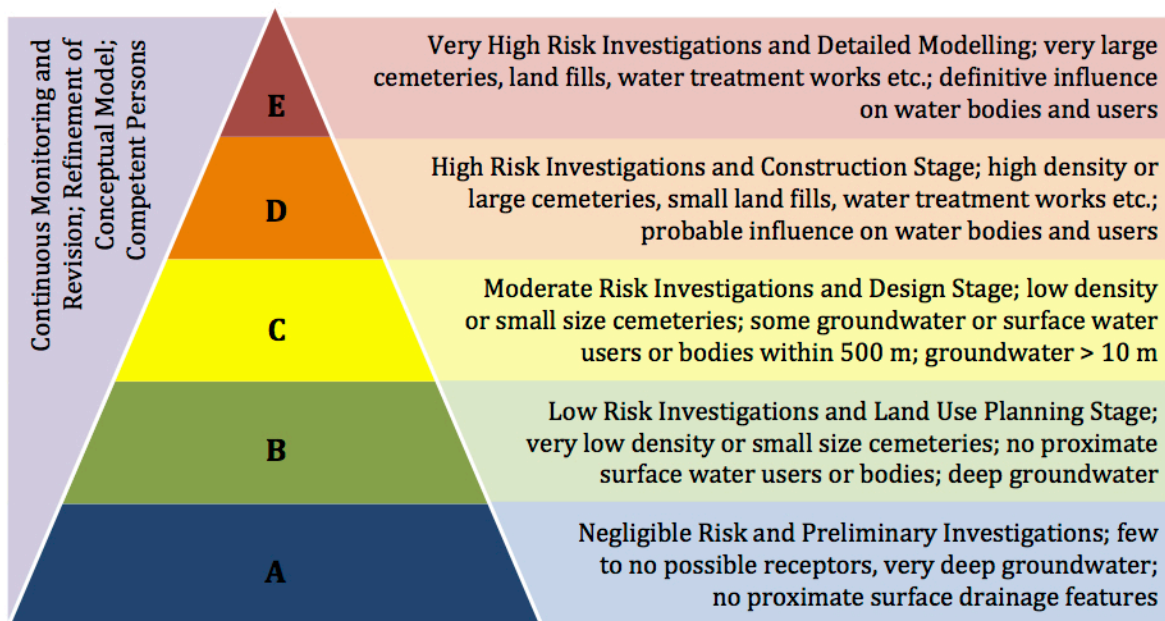 Continuous Monitoring and
Revision; Refinement of
Conceptual Model;
Competent Persons
E
Very High Risk Investigations and Detailed Modelling; very large
cemeteries, land fills, water treatment works etc.; definitive influence
on water bodies and users
D
High Risk Investigations and Construction Stage; high density or
large cemeteries, small land fills, water treatment works etc.;
probable influence on water bodies and users
C
Moderate Risk Investigations and Design Stage; low density
or small size cemeteries; some groundwater or surface water
users or bodies within 500 m; groundwater > 10 m
B
Low Risk Investigations and Land Use Planning Stage;
very low density or small size cemeteries; no proximate
surface water users or bodies; deep groundwater
A
Negligible Risk and Preliminary Investigations; few
to no possible receptors, very deep groundwater;
no proximate surface drainage features